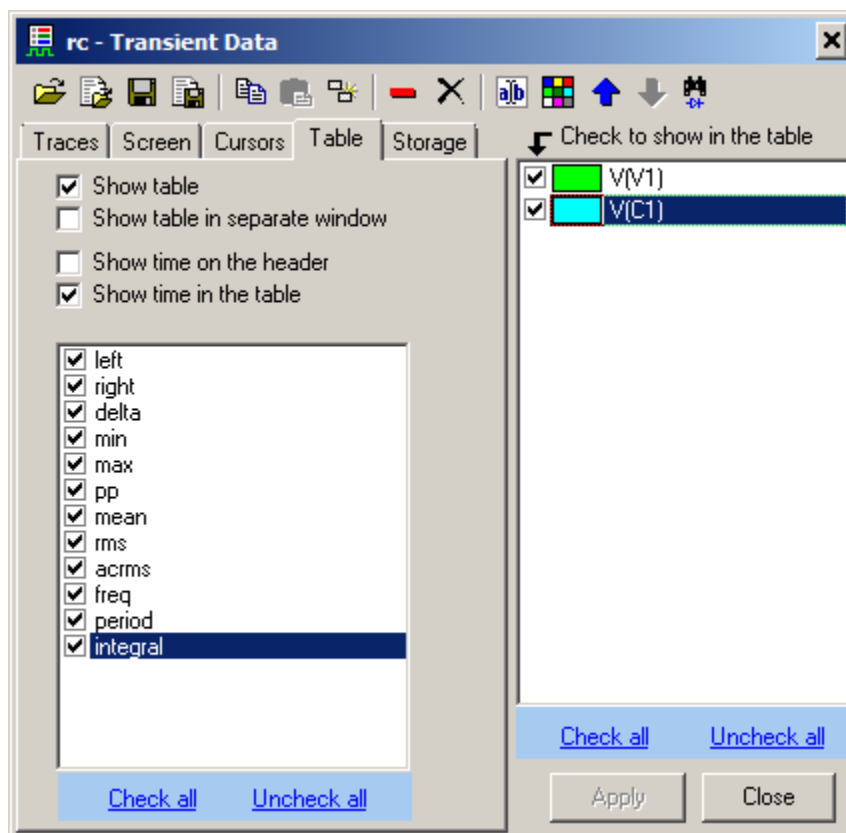 rc - Transient Data
Traces Screen Cursors Table Storage
Check to show in the table
Show table
Show table in separate window
Show time on the header
Show time in the table
left
right
delta
min
max
pp
mean
rms
acrms
freq
period
integral
Check all Uncheck all
V(V1)
V(C1)
Check all Uncheck all
Apply Close